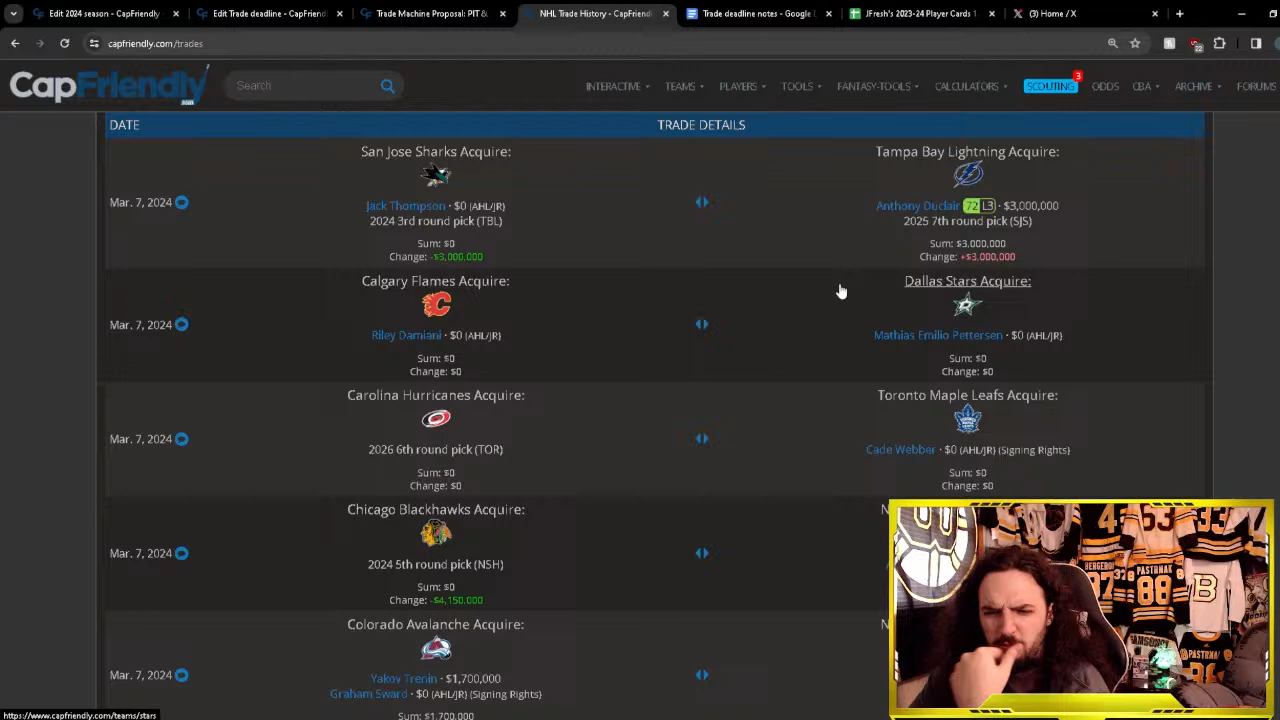 Edit 2024 season - CapFriendly
Edit Trade deadline - CapFriend
Trade Machine Proposal: PIT &
NHL Trade History - CapFriend
Trade deadline notes - Google
JFresh's 2023-24 Player Cards
(3) Home / X
capfriendly.com/trades
CapFriendly
.com
Search
INTERACTIVE
TEAMS
PLAYERS
TOOLS
FANTASY-TOOLS
CALCULATORS
SCOUTING
3
ODDS
CBA
ARCHIVE
FORUMS
DATE
TRADE DETAILS
San Jose Sharks Acquire:
Tampa Bay Lightning Acquire:
Mar. 7, 2024
Jack Thompson · $0 (AHL/JR)
2024 3rd round pick (TBL)
Sum: $0
Change: -$3,000,000
Anthony Duclair 72 L3 · $3,000,000
2025 7th round pick (SJS)
Sum: $3,000,000
Change: +$3,000,000
Calgary Flames Acquire:
Dallas Stars Acquire:
Mar. 7, 2024
Riley Damiani · $0 (AHL/JR)
Sum: $0
Change: $0
Mathias Emilio Pettersen · $0 (AHL/JR)
Sum: $0
Change: $0
Carolina Hurricanes Acquire:
Toronto Maple Leafs Acquire:
Mar. 7, 2024
2026 6th round pick (TOR)
Sum: $0
Change: $0
Cade Webber · $0 (AHL/JR) (Signing Rights)
Sum: $0
Change: $0
Chicago Blackhawks Acquire:
N
Mar. 7, 2024
2024 5th round pick (NSH)
Sum: $0
Change: -$4,150,000
Colorado Avalanche Acquire:
N
Mar. 7, 2024
Yakov Trenin · $1,700,000
Graham Sward · $0 (AHL/JR) (Signing Rights)
Sum: $1,700,000
https://www.capfriendly.com/teams/stars
BERGERON
37
PASTRNAK
88
63
33
4
B
PASTRNAK